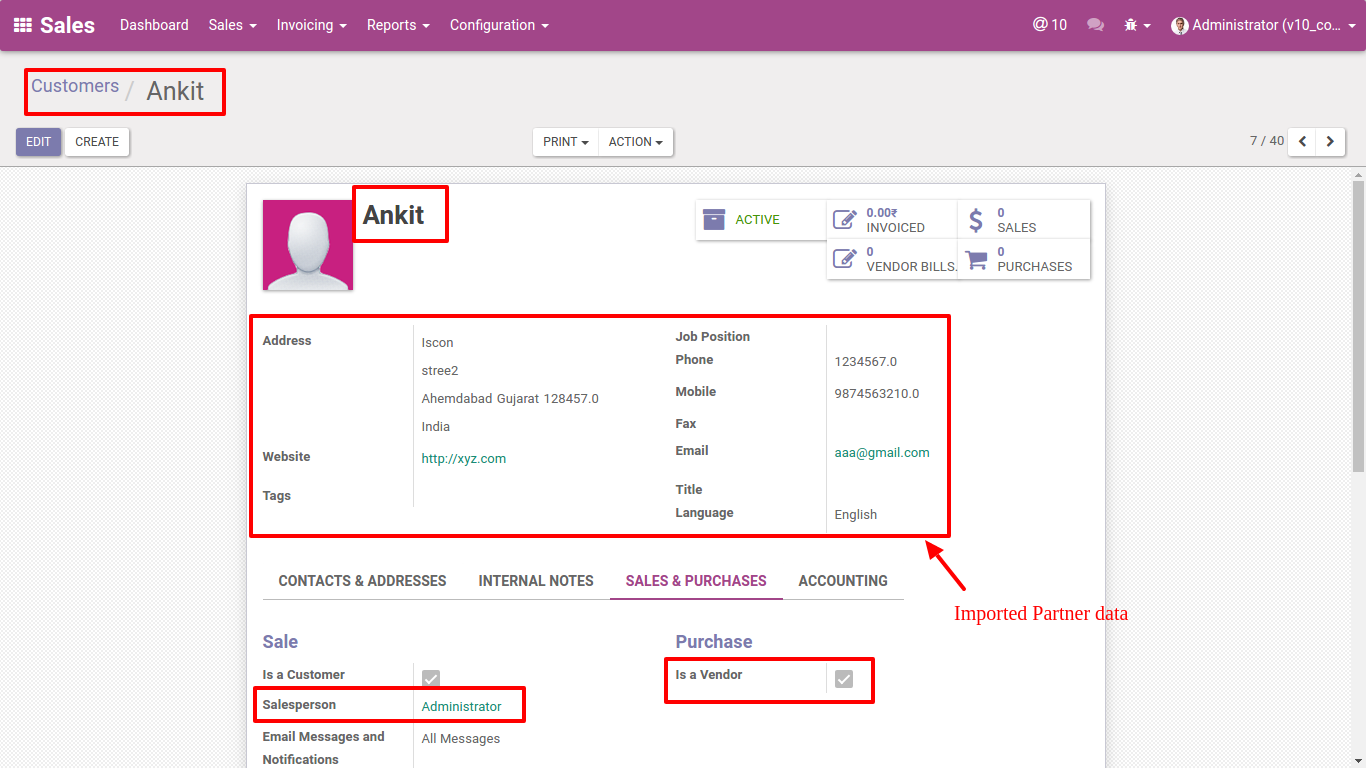 Sales Dashboard Sales Invoicing Reports Configuration @10 Administrator (v10_co...
Customers / Ankit
EDIT CREATE PRINT ACTION 7 / 40
Ankit
ACTIVE
0.00₹
INVOICED
0
SALES
0
VENDOR BILLS.
0
PURCHASES
Address
Iscon
stree2
Ahemdabad Gujarat 128457.0
India
Website http://xyz.com
Tags
Job Position
Phone 1234567.0
Mobile 9874563210.0
Fax
Email aaa@gmail.com
Title
Language English
Imported Partner data
CONTACTS & ADDRESSES INTERNAL NOTES SALES & PURCHASES ACCOUNTING
Sale
Is a Customer
Salesperson Administrator
Email Messages and Notifications All Messages
Purchase
Is a Vendor